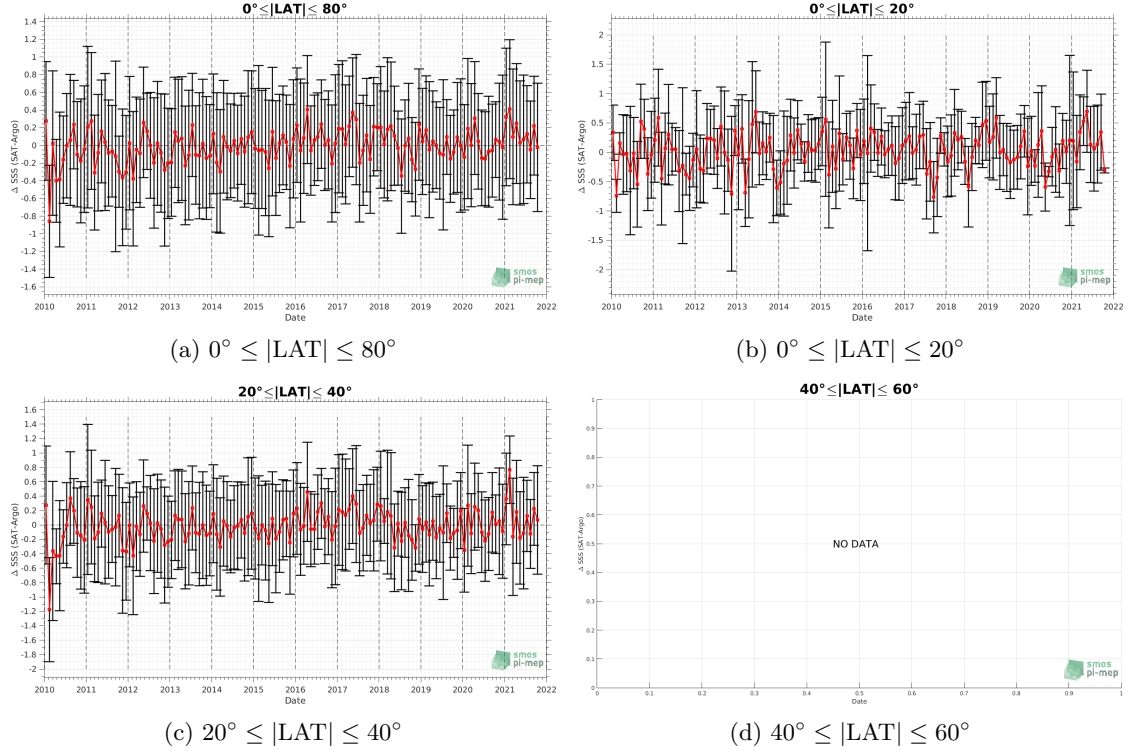 0°≤|LAT|≤ 80°
Δ SSS (SAT-Argo)
1.4
1.2
1
0.8
0.6
0.4
0.2
0
-0.2
-0.4
-0.6
-0.8
-1
-1.2
-1.4
-1.6
2010 2011 2012 2013 2014 2015 2016 2017 2018 2019 2020 2021 2022
Date
smos
pi-mep
(a) 0° ≤ |LAT| ≤ 80°
0°≤|LAT|≤ 20°
Δ SSS (SAT-Argo)
2
1.5
1
0.5
0
-0.5
-1
-1.5
-2
2010 2011 2012 2013 2014 2015 2016 2017 2018 2019 2020 2021 2022
Date
smos
pi-mep
(b) 0° ≤ |LAT| ≤ 20°
20°≤|LAT|≤ 40°
Δ SSS (SAT-Argo)
1.6
1.4
1.2
1
0.8
0.6
0.4
0.2
0
-0.2
-0.4
-0.6
-0.8
-1
-1.2
-1.4
-1.6
-1.8
-2
2010 2011 2012 2013 2014 2015 2016 2017 2018 2019 2020 2021 2022
Date
smos
pi-mep
(c) 20° ≤ |LAT| ≤ 40°
40°≤|LAT|≤ 60°
Δ SSS (SAT-Argo)
1
0.9
0.8
0.7
0.6
0.5
0.4
0.3
0.2
0.1
0
NO DATA
0 0.1 0.2 0.3 0.4 0.5 0.6 0.7 0.8 0.9 1
Date
smos
pi-mep
(d) 40° ≤ |LAT| ≤ 60°